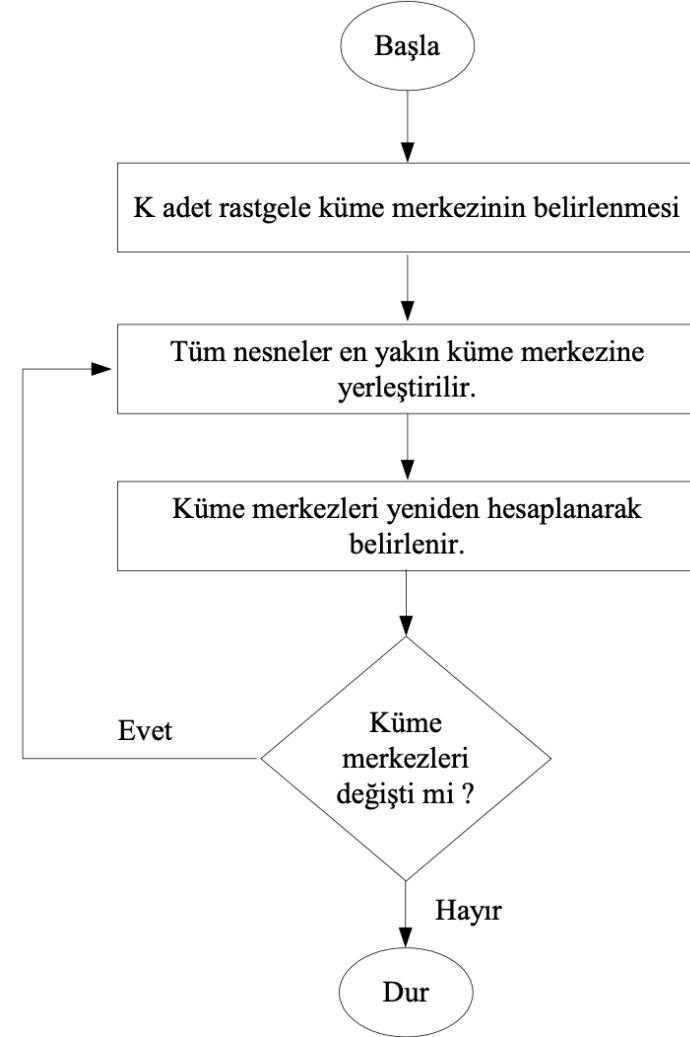 Başla
K adet rastgele küme merkezinin belirlenmesi
Tüm nesneler en yakın küme merkezine
yerleştirilir.
Küme merkezleri yeniden hesaplanarak
belirlenir.
Küme
merkezleri
değişti mi ?
Evet
Hayır
Dur